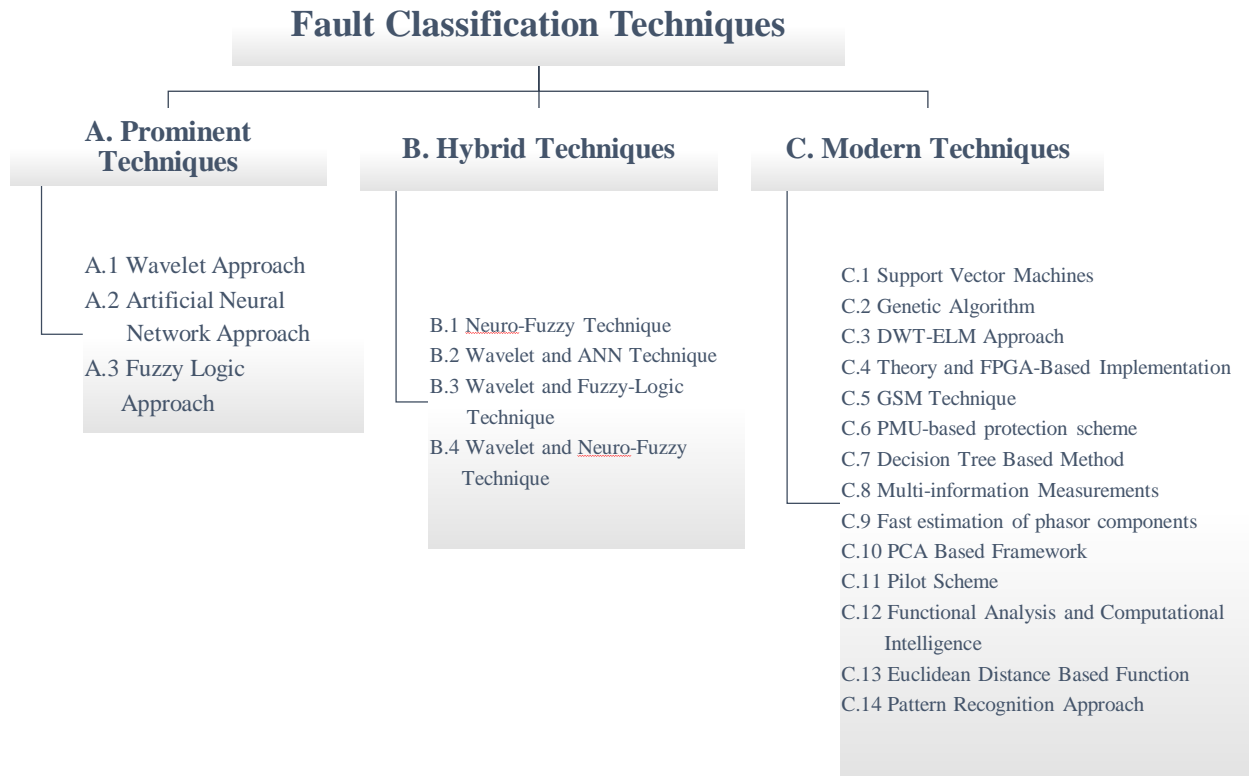 Fault Classification Techniques
A. Prominent
Techniques
B. Hybrid Techniques
C. Modern Techniques
A.1 Wavelet Approach
A.2 Artificial Neural
Network Approach
A.3 Fuzzy Logic
Approach
B.1 Neuro-Fuzzy Technique
B.2 Wavelet and ANN Technique
B.3 Wavelet and Fuzzy-Logic
Technique
B.4 Wavelet and Neuro-Fuzzy
Technique
C.1 Support Vector Machines
C.2 Genetic Algorithm
C.3 DWT-ELM Approach
C.4 Theory and FPGA-Based Implementation
C.5 GSM Technique
C.6 PMU-based protection scheme
C.7 Decision Tree Based Method
C.8 Multi-information Measurements
C.9 Fast estimation of phasor components
C.10 PCA Based Framework
C.11 Pilot Scheme
C.12 Functional Analysis and Computational
Intelligence
C.13 Euclidean Distance Based Function
C.14 Pattern Recognition Approach